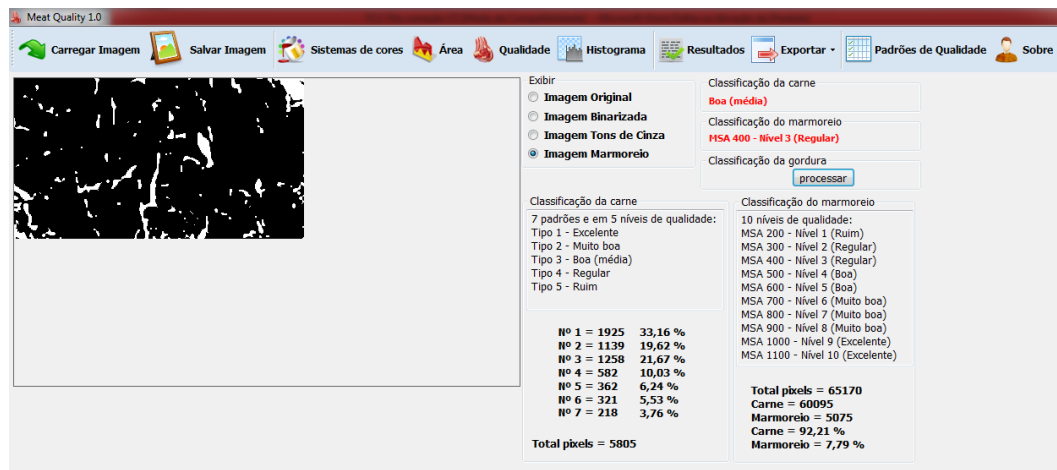 Meat Quality 1.0
Carregar Imagem Salvar Imagem Sistemas de cores Área Qualidade Histograma Resultados Exportar Padrões de Qualidade Sobre
Exibir
Imagem Original
Imagem Binarizada
Imagem Tons de Cinza
Imagem Marmoreio
Classificação da carne
Boa (média)
Classificação do marmoreio
MSA 400 - Nível 3 (Regular)
Classificação da gordura
processar
Classificação da carne
7 padrões e em 5 níveis de qualidade:
Tipo 1 - Excelente
Tipo 2 - Muito boa
Tipo 3 - Boa (média)
Tipo 4 - Regular
Tipo 5 - Ruim
Nº 1 = 1925 33,16 %
Nº 2 = 1139 19,62 %
Nº 3 = 1258 21,67 %
Nº 4 = 582 10,03 %
Nº 5 = 362 6,24 %
Nº 6 = 321 5,53 %
Nº 7 = 218 3,76 %
Total pixels = 5805
Classificação do marmoreio
10 níveis de qualidade:
MSA 200 - Nível 1 (Ruim)
MSA 300 - Nível 2 (Regular)
MSA 400 - Nível 3 (Regular)
MSA 500 - Nível 4 (Boa)
MSA 600 - Nível 5 (Boa)
MSA 700 - Nível 6 (Muito boa)
MSA 800 - Nível 7 (Muito boa)
MSA 900 - Nível 8 (Muito boa)
MSA 1000 - Nível 9 (Excelente)
MSA 1100 - Nível 10 (Excelente)
Total pixels = 65170
Carne = 60095
Marmoreio = 5075
Carne = 92,21 %
Marmoreio = 7,79 %